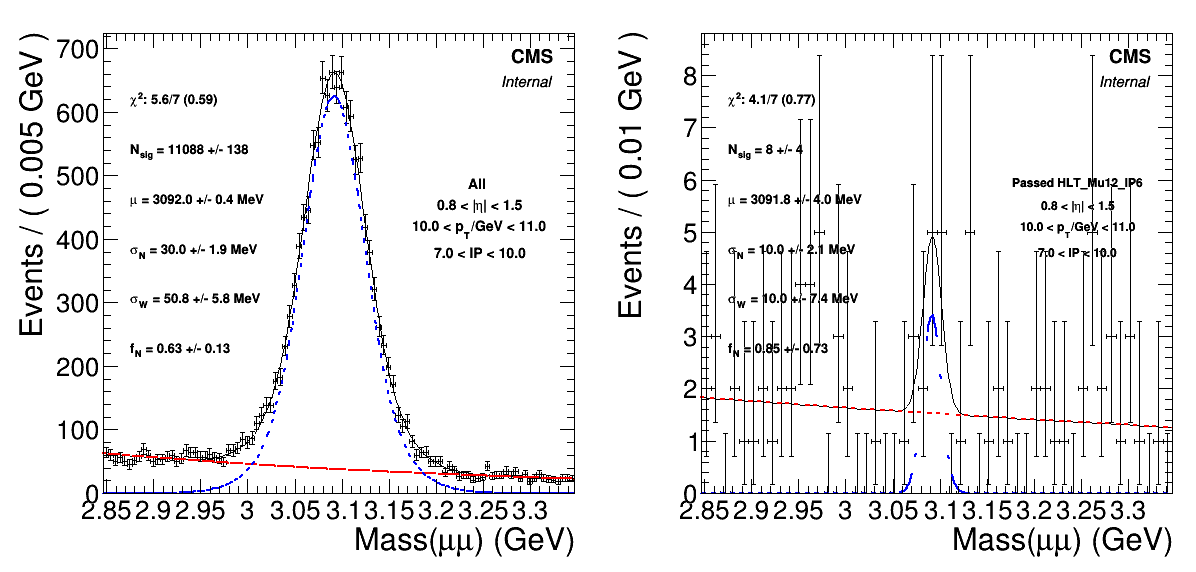 CMS
Internal
χ²: 5.6/7 (0.59)
N_sig = 11088 +/- 138
μ = 3092.0 +/- 0.4 MeV
σ_N = 30.0 +/- 1.9 MeV
σ_W = 50.8 +/- 5.8 MeV
f_N = 0.63 +/- 0.13
All
0.8 < |η| < 1.5
10.0 < p_T/GeV < 11.0
7.0 < IP < 10.0
Events / ( 0.005 GeV )
700
600
500
400
300
200
100
0
2.85 2.9 2.95 3 3.05 3.1 3.15 3.2 3.25 3.3
Mass(μμ) (GeV)
CMS
Internal
χ²: 4.1/7 (0.77)
N_sig = 8 +/- 4
μ = 3091.8 +/- 4.0 MeV
σ_N = 10.0 +/- 2.1 MeV
σ_W = 10.0 +/- 7.4 MeV
f_N = 0.85 +/- 0.73
Passed HLT_Mu12_IP6
0.8 < |η| < 1.5
10.0 < p_T/GeV < 11.0
7.0 < IP < 10.0
Events / ( 0.01 GeV )
8
7
6
5
4
3
2
1
0
2.85 2.9 2.95 3 3.05 3.1 3.15 3.2 3.25 3.3
Mass(μμ) (GeV)